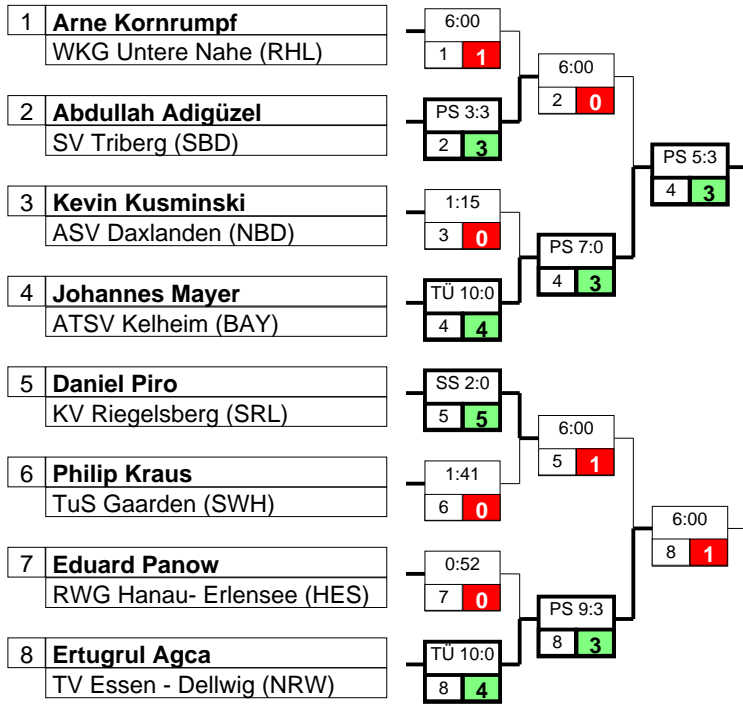 1 Arne Kornrumpf
WKG Untere Nahe (RHL)
6:00
1 1
6:00
2 0
2 Abdullah Adigüzel
SV Triberg (SBD)
PS 3:3
2 3
PS 5:3
4 3
3 Kevin Kusminski
ASV Daxlanden (NBD)
1:15
3 0
PS 7:0
4 3
4 Johannes Mayer
ATSV Kelheim (BAY)
TÜ 10:0
4 4
5 Daniel Piro
KV Riegelsberg (SRL)
SS 2:0
5 5
6:00
5 1
6 Philip Kraus
TuS Gaarden (SWH)
1:41
6 0
6:00
8 1
7 Eduard Panow
RWG Hanau- Erlensee (HES)
0:52
7 0
PS 9:3
8 3
8 Ertugrul Agca
TV Essen - Dellwig (NRW)
TÜ 10:0
8 4